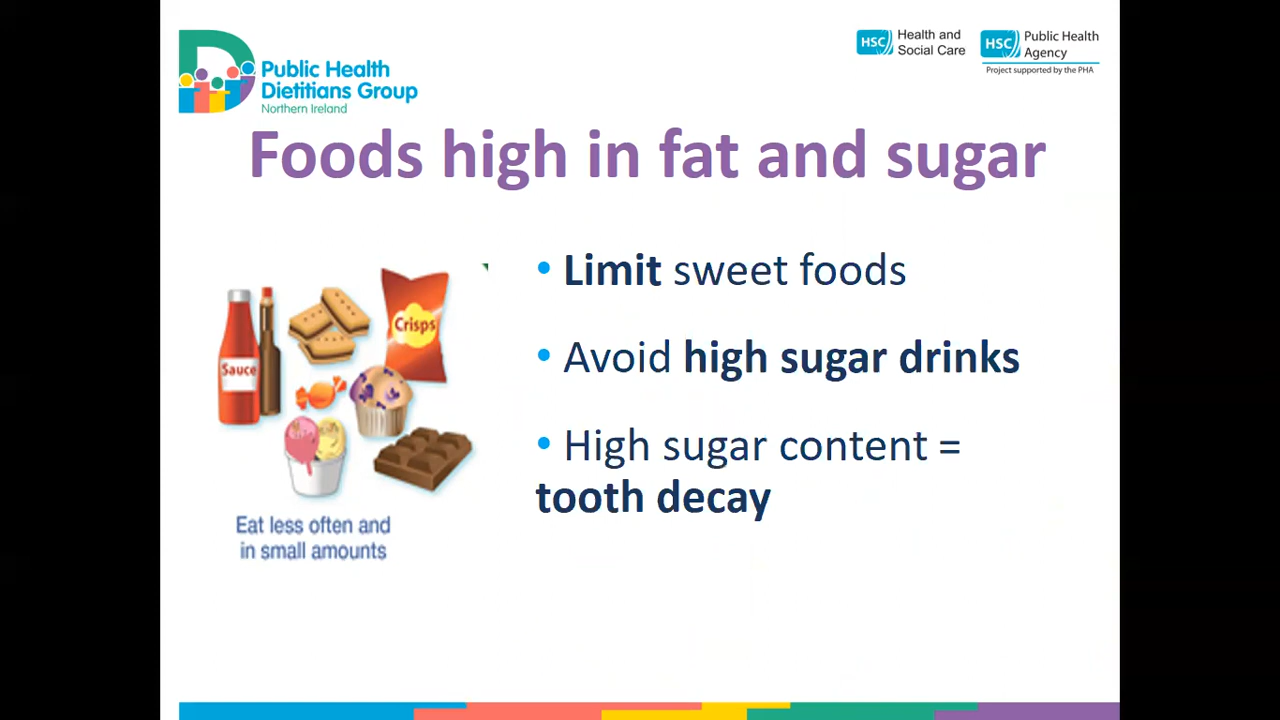 Public Health
Dietitians Group
Northern Ireland
HSC Health and
Social Care
HSC Public Health
Agency
Project supported by the PHA
Foods high in fat and sugar
• Limit sweet foods
• Avoid high sugar drinks
• High sugar content =
tooth decay
Crisps
Sauce
Eat less often and
in small amounts